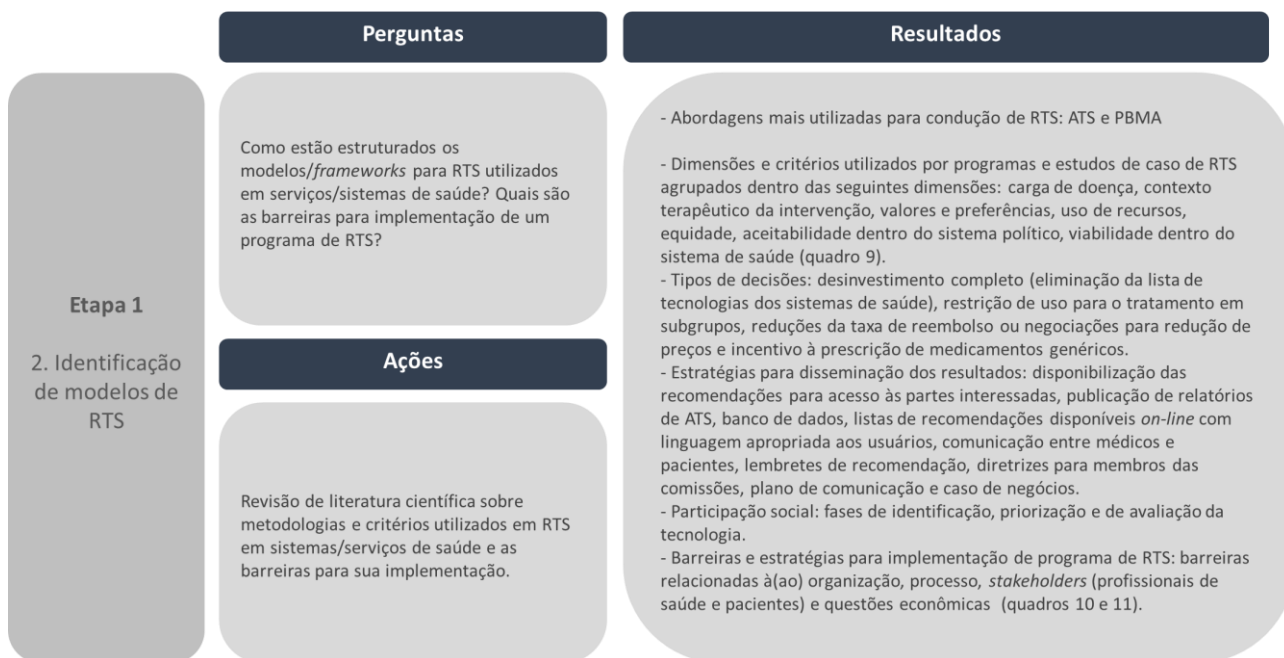 Etapa 1
2. Identificação
de modelos de
RTS
Perguntas
Como estão estruturados os
modelos/frameworks para RTS utilizados
em serviços/sistemas de saúde? Quais são
as barreiras para implementação de um
programa de RTS?
Ações
Revisão de literatura científica sobre
metodologias e critérios utilizados em RTS
em sistemas/serviços de saúde e as
barreiras para sua implementação.
Resultados
- Abordagens mais utilizadas para condução de RTS: ATS e PBMA
- Dimensões e critérios utilizados por programas e estudos de caso de RTS
agrupados dentro das seguintes dimensões: carga de doença, contexto
terapêutico da intervenção, valores e preferências, uso de recursos,
equidade, aceitabilidade dentro do sistema político, viabilidade dentro do
sistema de saúde (quadro 9).
- Tipos de decisões: desinvestimento completo (eliminação da lista de
tecnologias dos sistemas de saúde), restrição de uso para o tratamento em
subgrupos, reduções da taxa de reembolso ou negociações para redução de
preços e incentivo à prescrição de medicamentos genéricos.
- Estratégias para disseminação dos resultados: disponibilização das
recomendações para acesso às partes interessadas, publicação de relatórios
de ATS, banco de dados, listas de recomendações disponíveis on-line com
linguagem apropriada aos usuários, comunicação entre médicos e
pacientes, lembretes de recomendação, diretrizes para membros das
comissões, plano de comunicação e caso de negócios.
- Participação social: fases de identificação, priorização e de avaliação da
tecnologia.
- Barreiras e estratégias para implementação de programa de RTS: barreiras
relacionadas à(ao) organização, processo, stakeholders (profissionais de
saúde e pacientes) e questões econômicas (quadros 10 e 11).